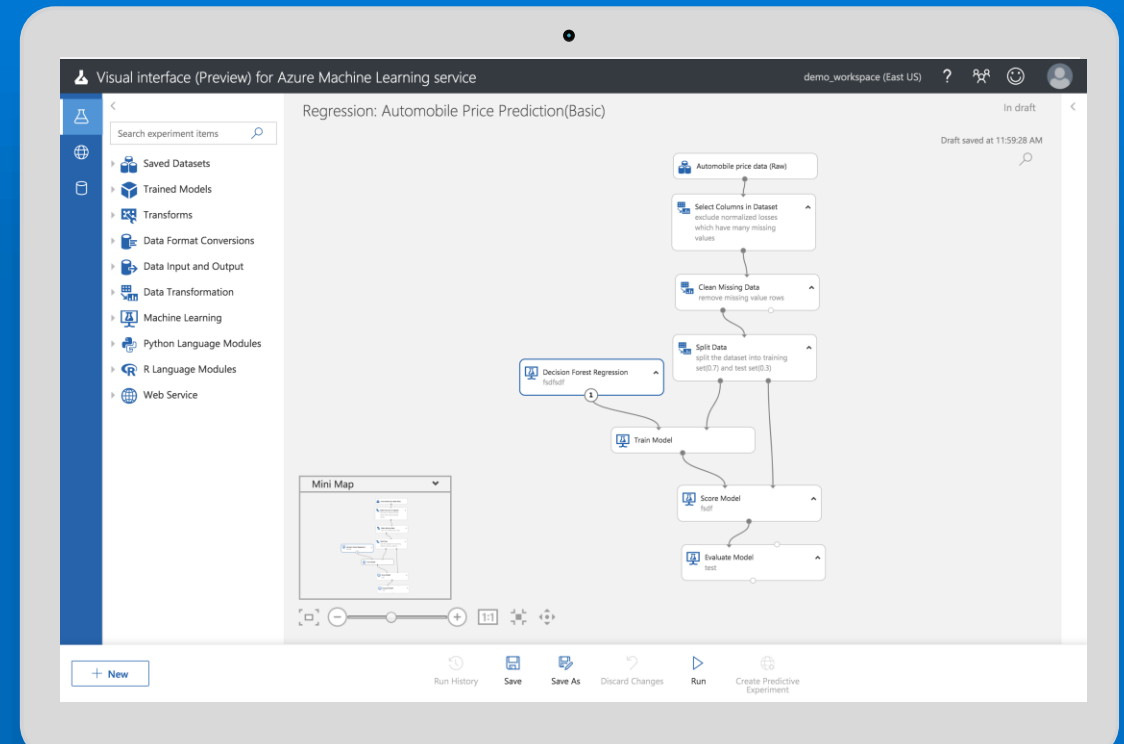 Visual interface (Preview) for Azure Machine Learning service
demo_workspace (East US)
?
Search experiment items
Saved Datasets
Trained Models
Transforms
Data Format Conversions
Data Input and Output
Data Transformation
Machine Learning
Python Language Modules
R Language Modules
Web Service
Regression: Automobile Price Prediction(Basic)
In draft
Draft saved at 11:59:28 AM
Automobile price data (Raw)
Select Columns in Dataset
exclude normalized losses
which have many missing
values
Clean Missing Data
remove missing value rows
Split Data
split the dataset into training
set(0.7) and test set(0.3)
Decision Forest Regression
fsdfsdf
1
Train Model
Score Model
fsdf
Evaluate Model
test
Mini Map
1:1
+ New
Run History
Save
Save As
Discard Changes
Run
Create Predictive
Experiment